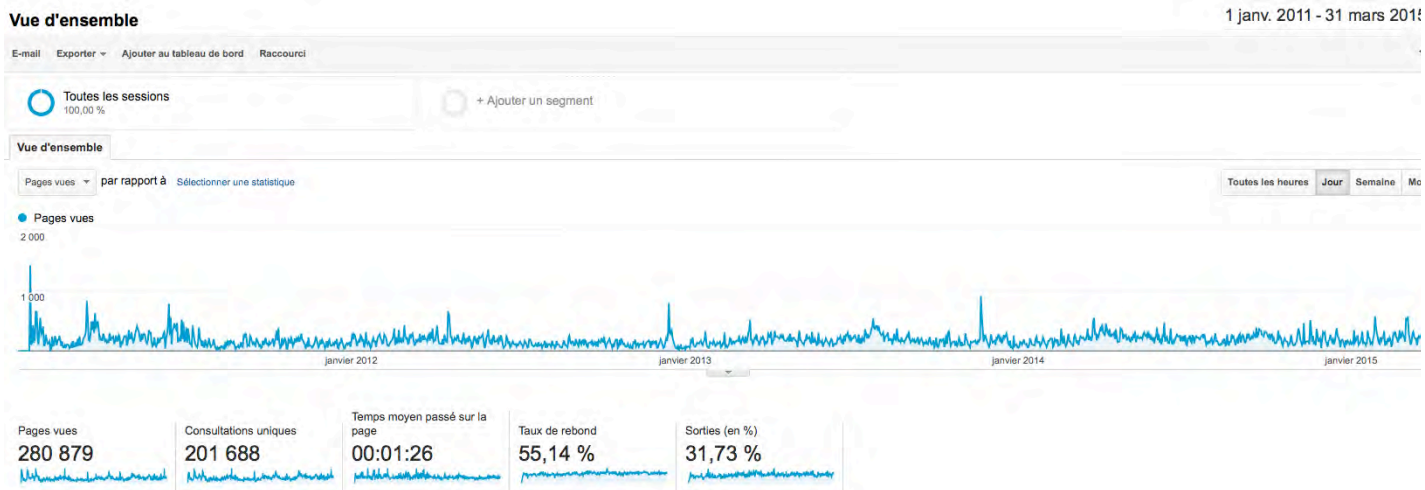 Vue d'ensemble
1 janv. 2011 - 31 mars 2015
E-mail Exporter Ajouter au tableau de bord Raccourci
Toutes les sessions
100,00 %
+ Ajouter un segment
Vue d'ensemble
Pages vues par rapport à Sélectionner une statistique
Toutes les heures Jour Semaine Mo
Pages vues
2 000
1 000
janvier 2012 janvier 2013 janvier 2014 janvier 2015
Pages vues
280 879
Consultations uniques
201 688
Temps moyen passé sur la
page
00:01:26
Taux de rebond
55,14 %
Sorties (en %)
31,73 %